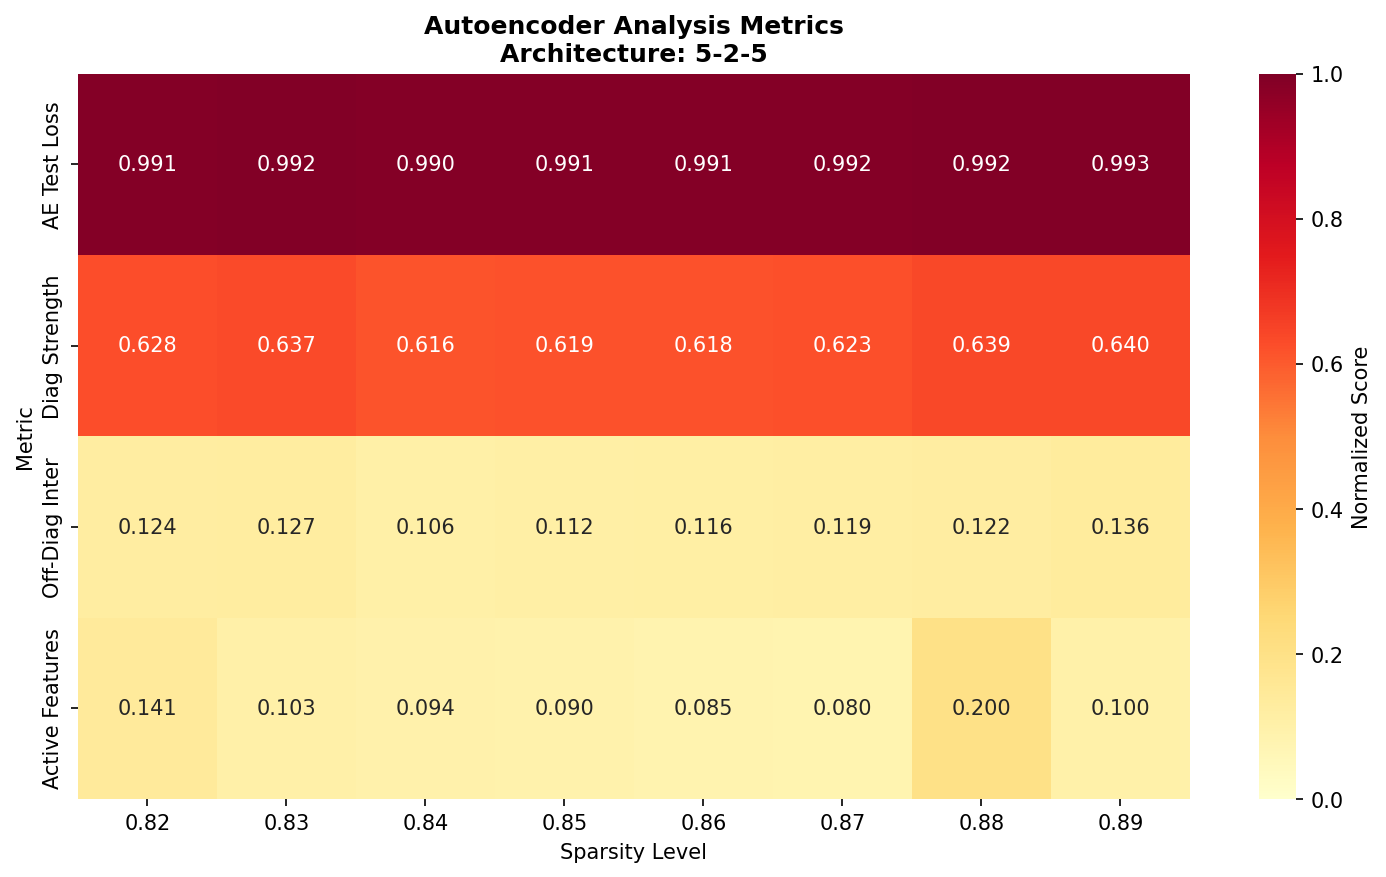 Autoencoder Analysis Metrics
Architecture: 5-2-5
Metric
AE Test Loss
0.991 0.992 0.990 0.991 0.991 0.992 0.992 0.993
Diag Strength
0.628 0.637 0.616 0.619 0.618 0.623 0.639 0.640
Off-Diag Inter
0.124 0.127 0.106 0.112 0.116 0.119 0.122 0.136
Active Features
0.141 0.103 0.094 0.090 0.085 0.080 0.200 0.100
0.82 0.83 0.84 0.85 0.86 0.87 0.88 0.89
Sparsity Level
1.0
0.8
0.6
0.4
0.2
0.0
Normalized Score